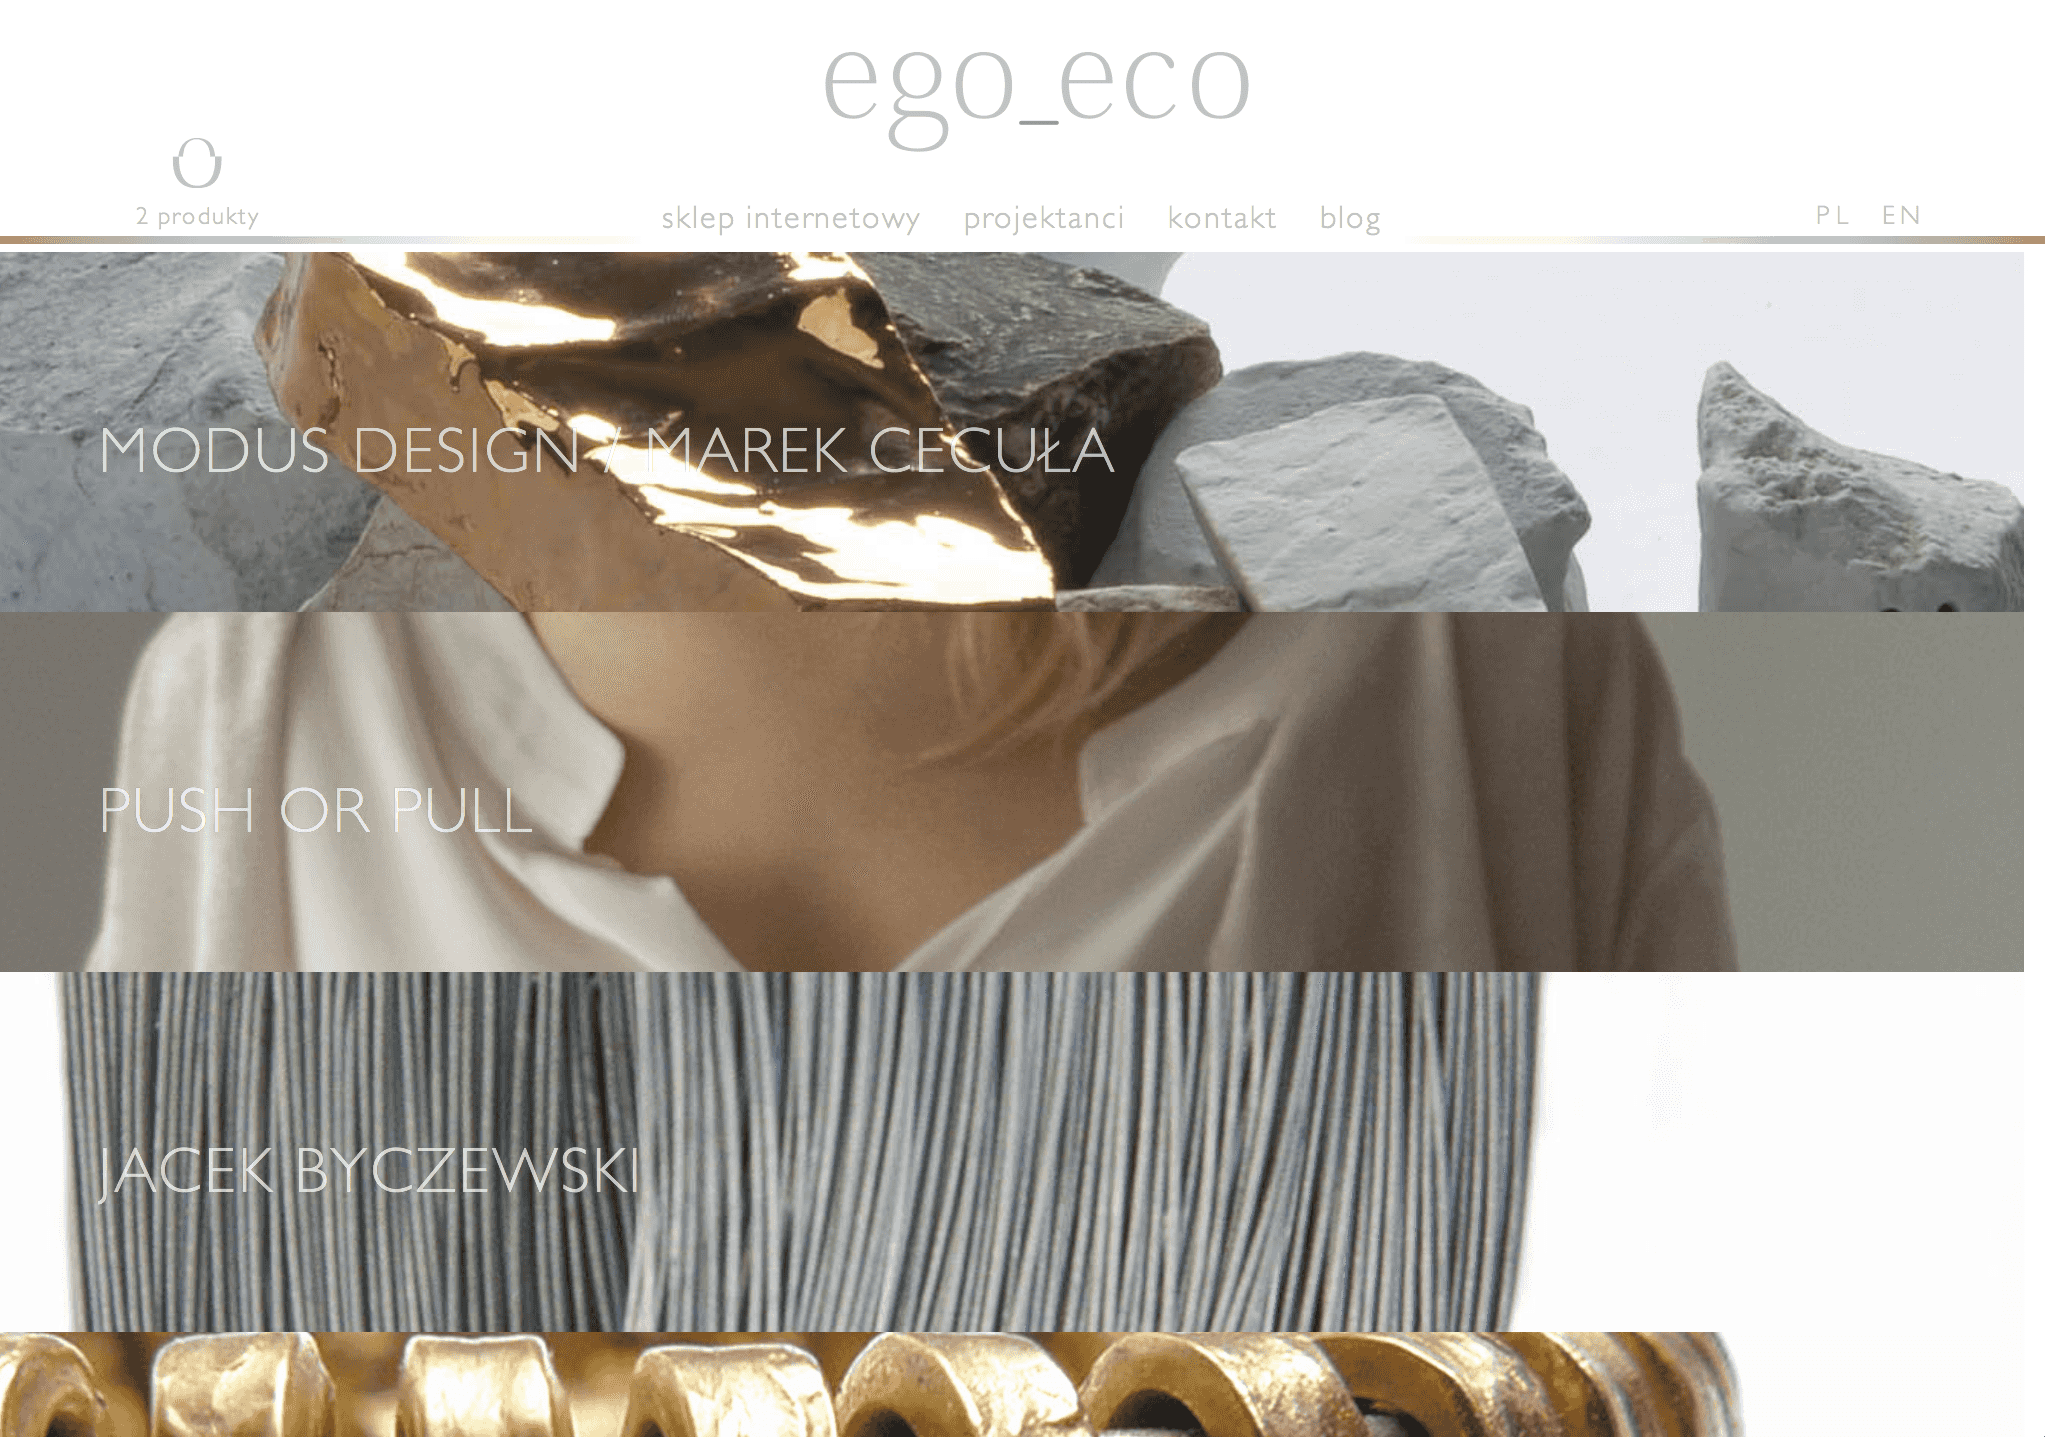 ego_eco
2 produkty
sklep internetowy projektanci kontakt blog
PL EN
MODUS DESIGN / MAREK CECUŁA
PUSH OR PULL
JACEK BYCZEWSKI